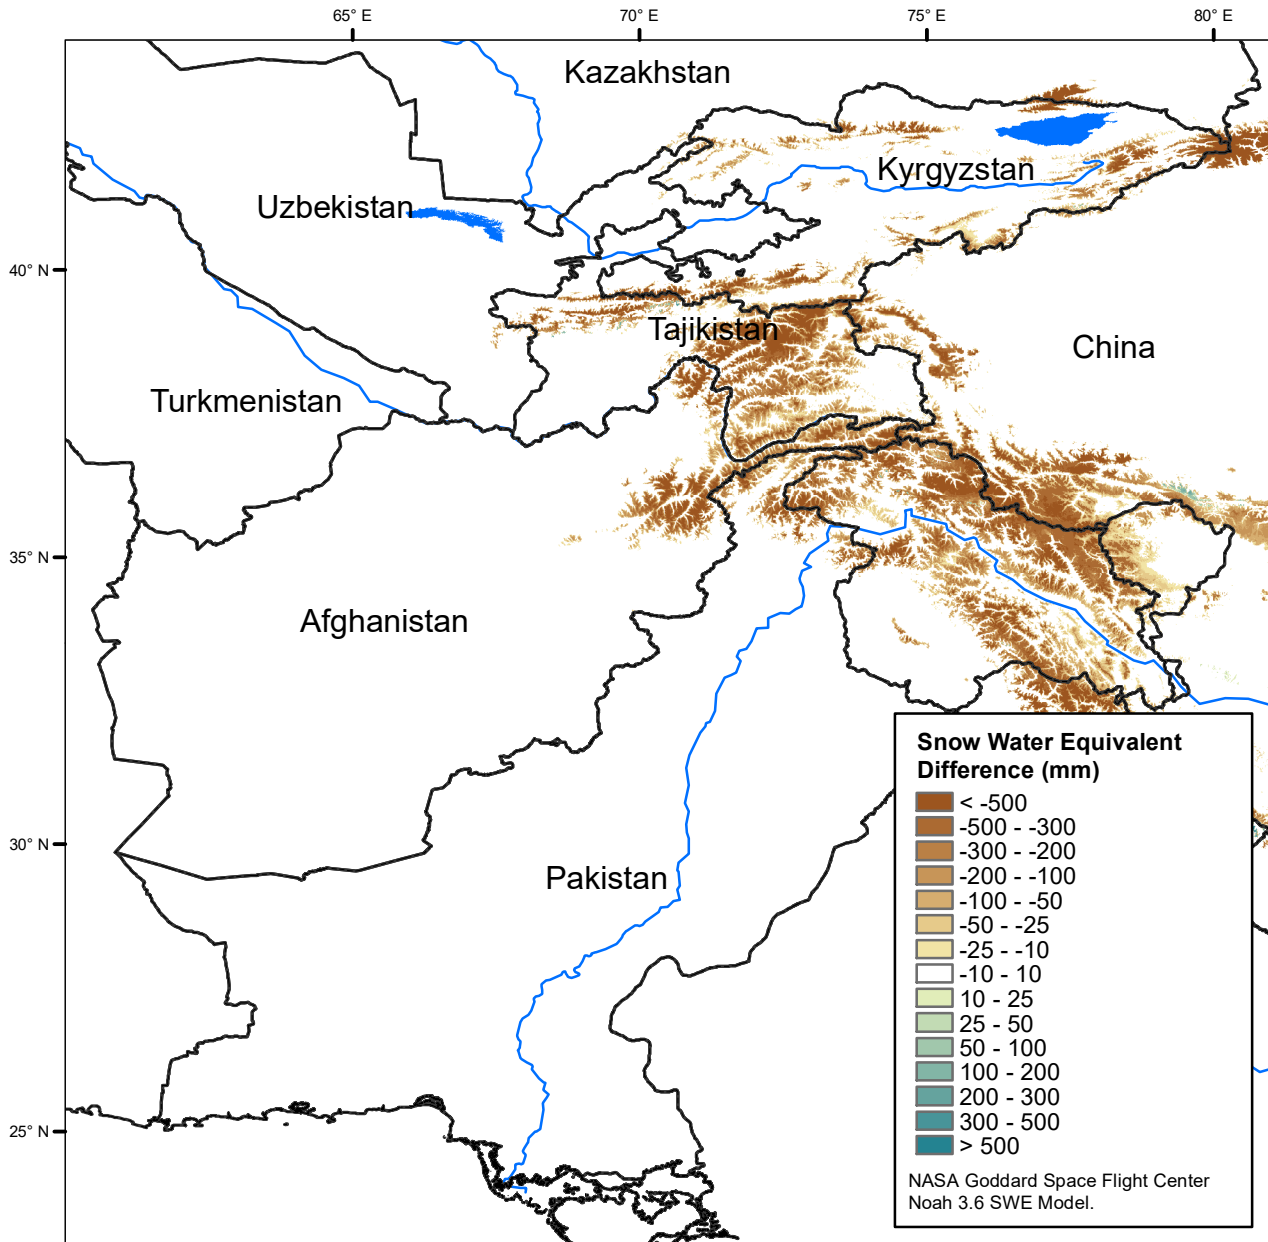 65° E
70° E
75° E
80° E
Kazakhstan
Kyrgyzstan
Uzbekistan
40° N
Tajikistan
China
Turkmenistan
35° N
Afghanistan
30° N
Pakistan
25° N
Snow Water Equivalent
Difference (mm)
< -500
-500 - -300
-300 - -200
-200 - -100
-100 - -50
-50 - -25
-25 - -10
-10 - 10
10 - 25
25 - 50
50 - 100
100 - 200
200 - 300
300 - 500
> 500
NASA Goddard Space Flight Center
Noah 3.6 SWE Model.